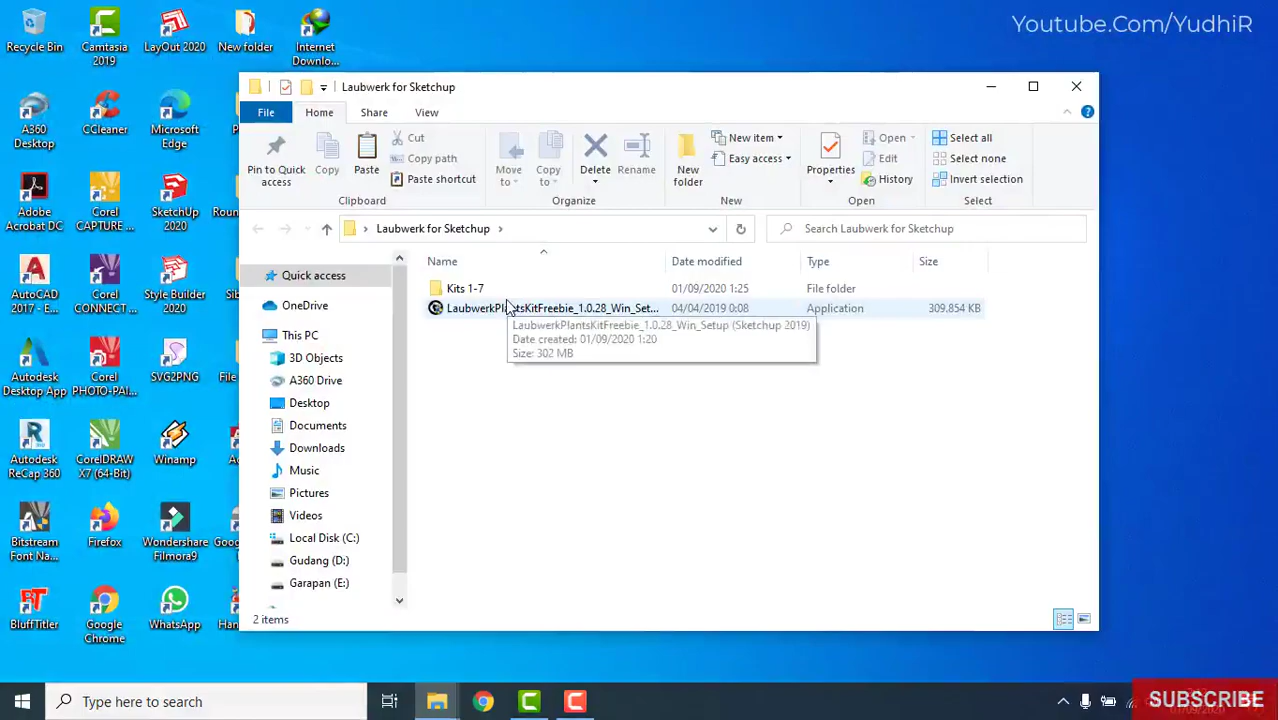 Youtube.Com/YudhiR
Recycle Bin
Camtasia 2019
LayOut 2020
New folder
Internet Downlo...
A360 Desktop
CCleaner
Microsoft Edge
Adobe Acrobat DC
Corel CAPTURE ...
SketchUp 2020
AutoCAD 2017 - E...
Corel CONNECT...
Style Builder 2020
Autodesk Desktop App
Corel PHOTO-PAI...
SVG2PNG
File
Autodesk ReCap 360
CorelDRAW X7 (64-Bit)
Winamp
Bitstream Font Na...
Firefox
Wondershare Filmora9
BluffTitler
Google Chrome
WhatsApp
Laubwerk for Sketchup
File
Home
Share
View
Pin to Quick access
Copy
Paste
Cut
Copy path
Paste shortcut
Clipboard
Move to
Copy to
Delete
Rename
Organize
New folder
New item
Easy access
New
Properties
Open
Edit
History
Open
Select all
Select none
Invert selection
Select
Laubwerk for Sketchup
Search Laubwerk for Sketchup
Quick access
OneDrive
This PC
3D Objects
A360 Drive
Desktop
Documents
Downloads
Music
Pictures
Videos
Local Disk (C:)
Gudang (D:)
Garapan (E:)
Name Date modified Type Size
Kits 1-7 01/09/2020 1:25 File folder
LaubwerkPlantsKitFreebie_1.0.28_Win_Set... 04/04/2019 0:08 Application 309.854 KB
LaubwerkPlantsKitFreebie_1.0.28_Win_Setup (Sketchup 2019)
Date created: 01/09/2020 1:20
Size: 302 MB
2 items
Type here to search
SUBSCRIBE